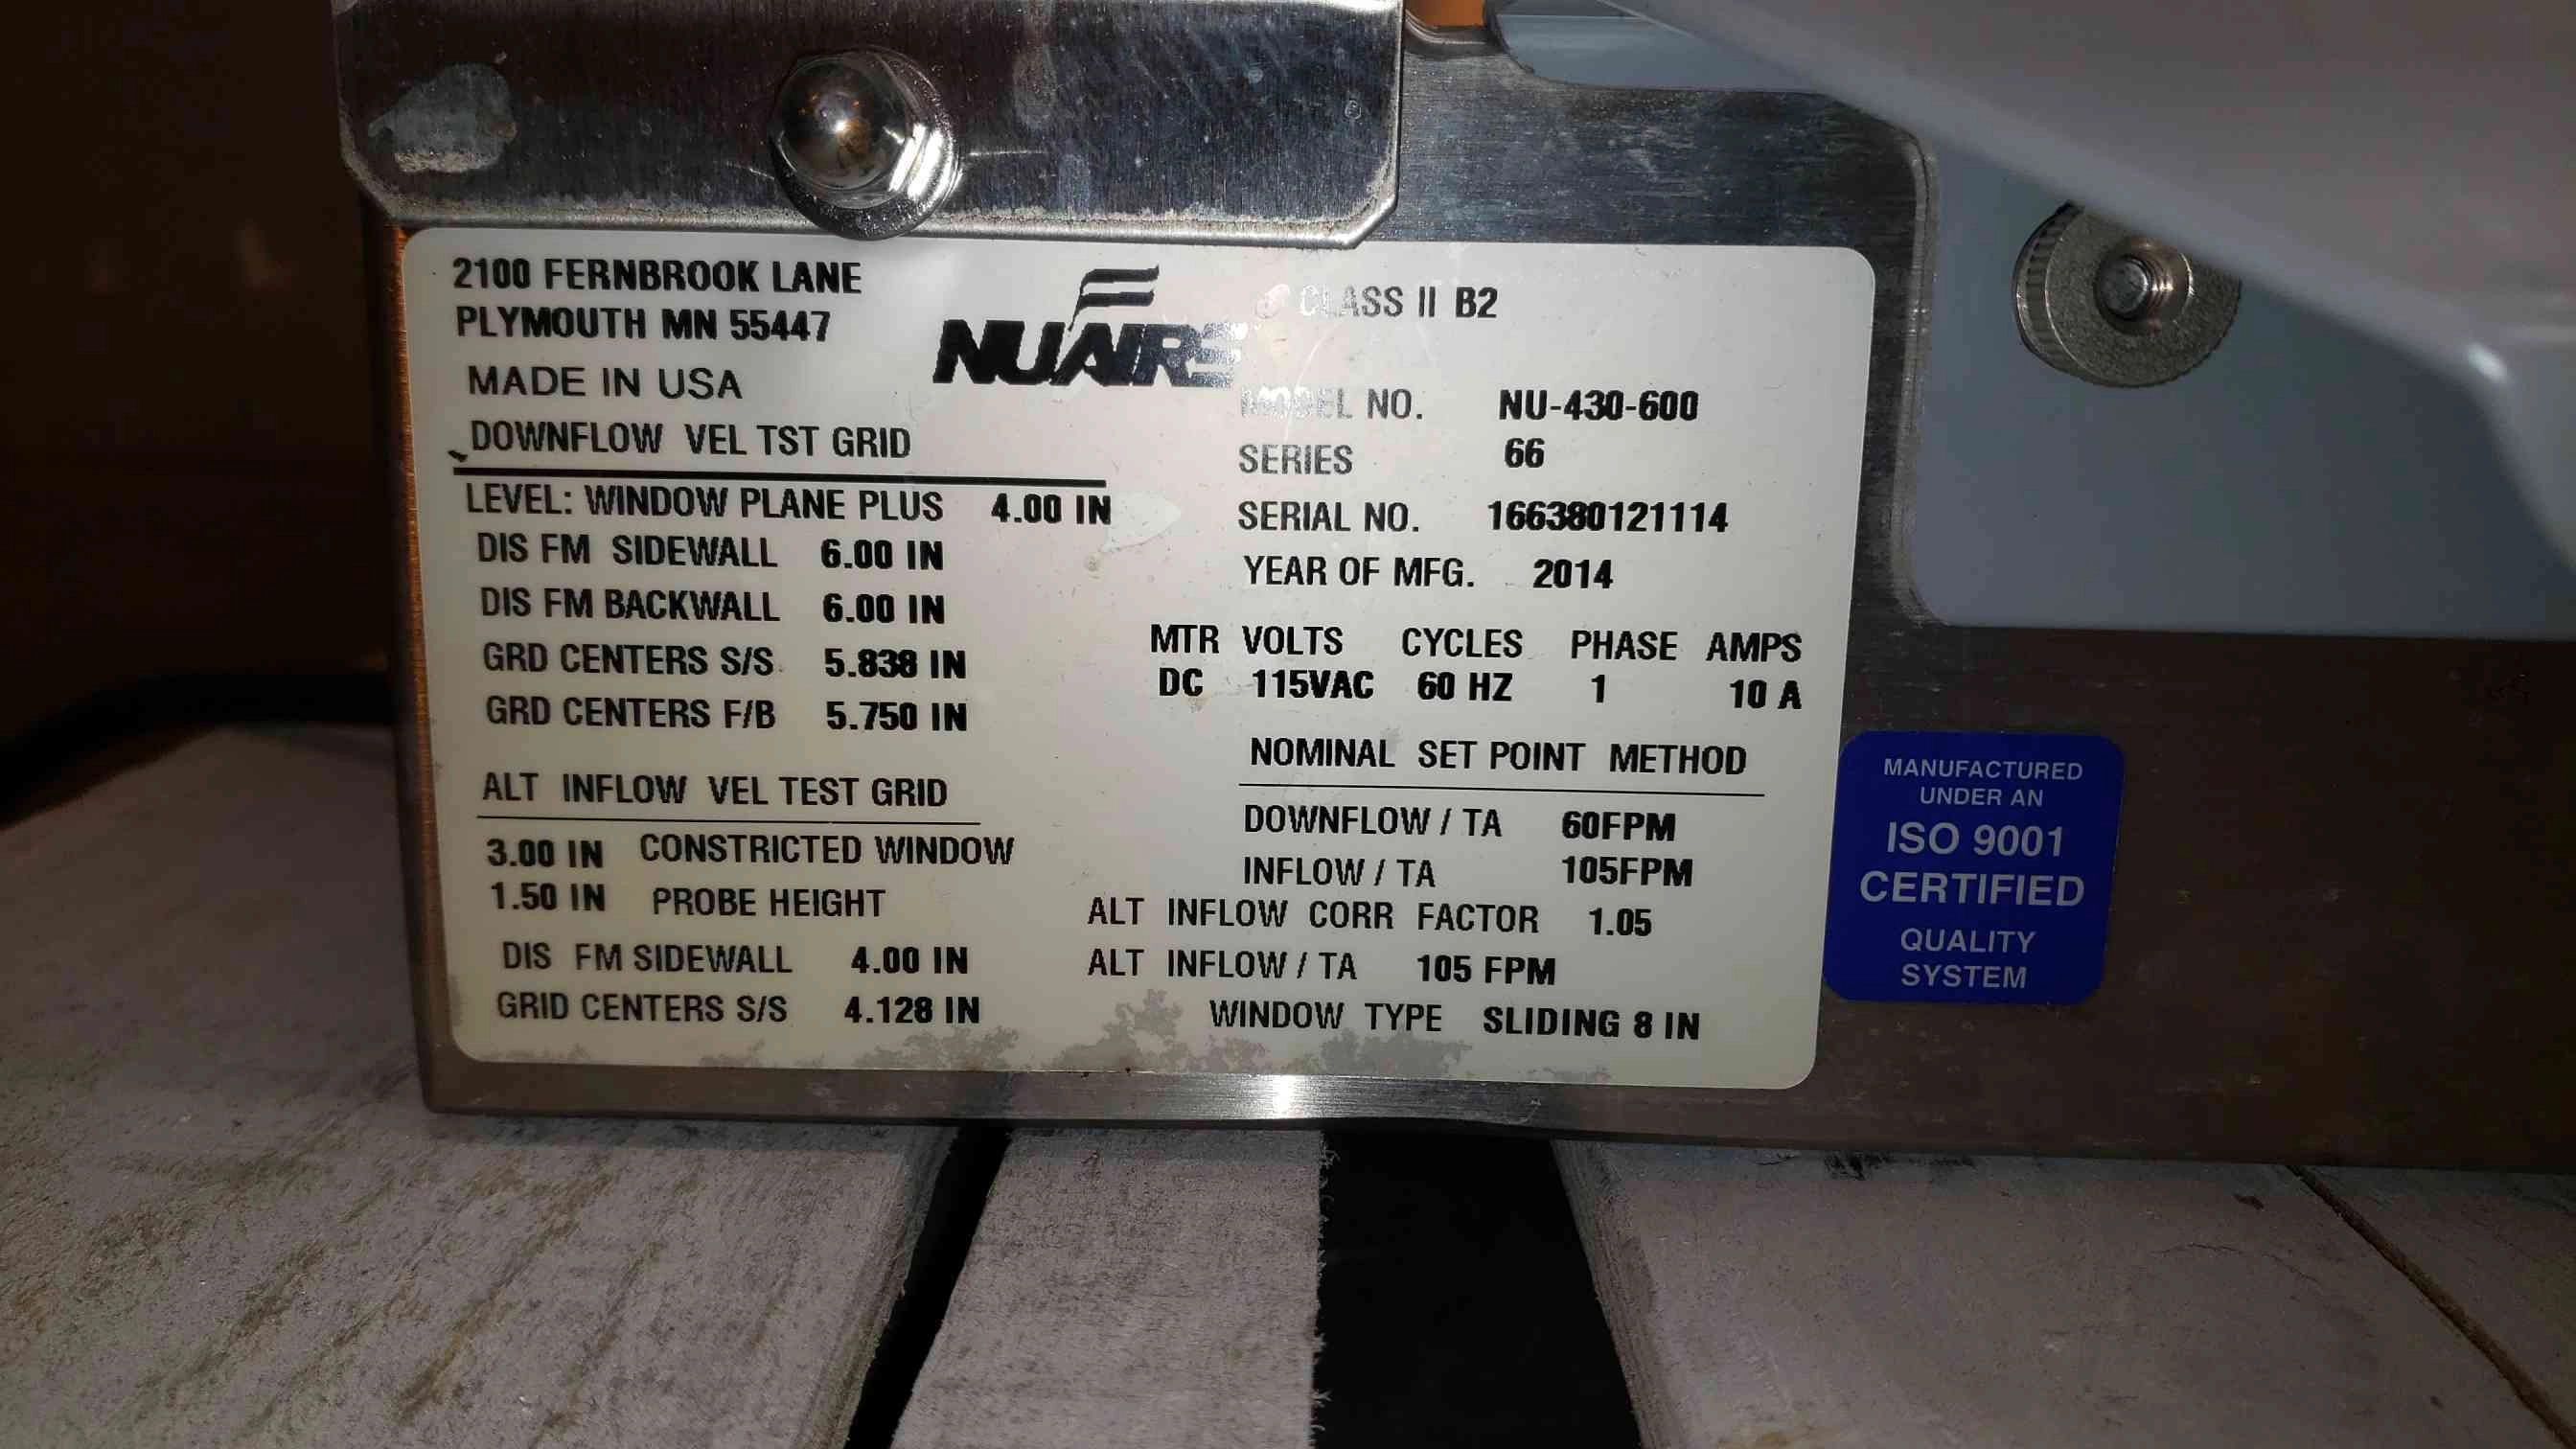 2100 FERNBROOK LANE
PLYMOUTH MN 55447
MADE IN USA
DOWNFLOW VEL TST GRID
LEVEL: WINDOW PLANE PLUS 4.00 IN
DIS FM SIDEWALL 6.00 IN
DIS FM BACKWALL 6.00 IN
GRD CENTERS S/S 5.838 IN
GRD CENTERS F/B 5.750 IN
ALT INFLOW VEL TEST GRID
3.00 IN CONSTRICTED WINDOW
1.50 IN PROBE HEIGHT
DIS FM SIDEWALL 4.00 IN
GRID CENTERS S/S 4.128 IN
NUAIRE
CLASS II B2
MODEL NO. NU-430-600
SERIES 66
SERIAL NO. 166380121114
YEAR OF MFG. 2014
MTR VOLTS CYCLES PHASE AMPS
DC 115VAC 60 HZ 1 10 A
NOMINAL SET POINT METHOD
DOWNFLOW / TA 60FPM
INFLOW / TA 105FPM
ALT INFLOW CORR FACTOR 1.05
ALT INFLOW / TA 105 FPM
WINDOW TYPE SLIDING 8 IN
MANUFACTURED
UNDER AN
ISO 9001
CERTIFIED
QUALITY
SYSTEM